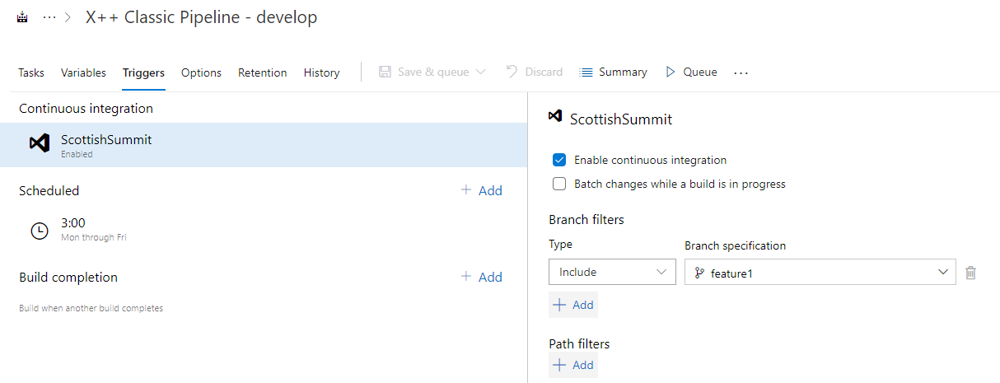 ··· > X++ Classic Pipeline - develop
Tasks Variables Triggers Options Retention History Save & queue Discard Summary Queue ···
Continuous integration
ScottishSummit
Enabled
Scheduled + Add
3:00
Mon through Fri
Build completion + Add
Build when another build completes
ScottishSummit
Enable continuous integration
Batch changes while a build is in progress
Branch filters
Type Branch specification
Include feature1
+ Add
Path filters
+ Add